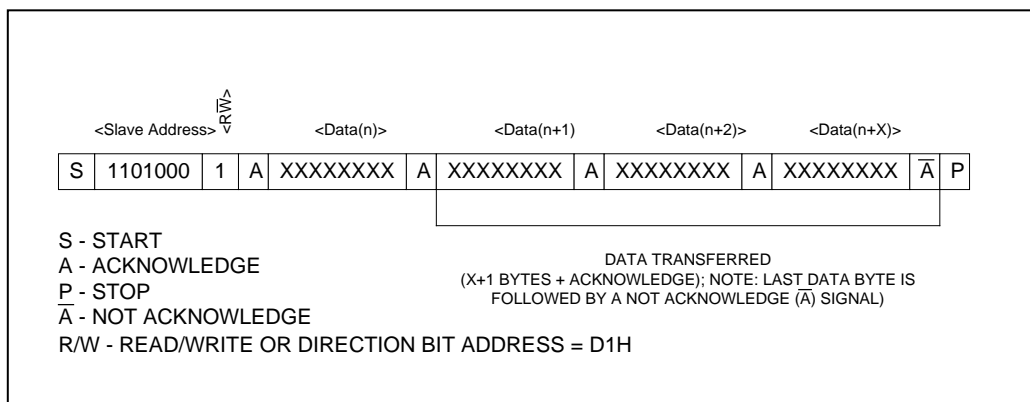 <Slave Address> <RW̅> <Data(n)> <Data(n+1) <Data(n+2)> <Data(n+X)>
S 1101000 1 A XXXXXXXX A XXXXXXXX A XXXXXXXX A XXXXXXXX A̅ P
S - START
A - ACKNOWLEDGE
P - STOP
A̅ - NOT ACKNOWLEDGE
R/W - READ/WRITE OR DIRECTION BIT ADDRESS = D1H
DATA TRANSFERRED
(X+1 BYTES + ACKNOWLEDGE); NOTE: LAST DATA BYTE IS
FOLLOWED BY A NOT ACKNOWLEDGE (A̅) SIGNAL)